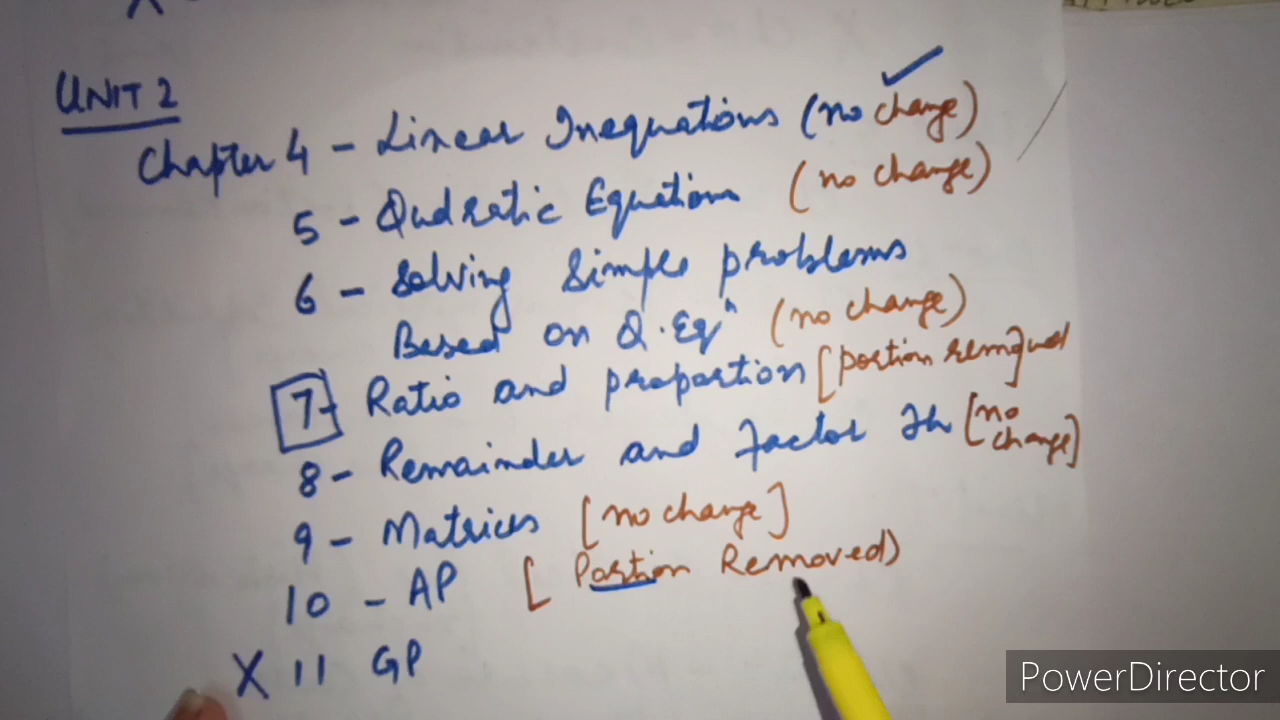 UNIT 2
Chapter 4 - Linear Inequations (no change)
5 - Qudratic Equations (no change)
6 - Solving Simple problems
Based on Q.Eqⁿ (no change)
7- Ratio and proportion [portion removed]
8 - Remainder and factor Th [no change]
9 - Matrices [no change]
10 - AP [Portion Removed)
X 11 GP
PowerDirector